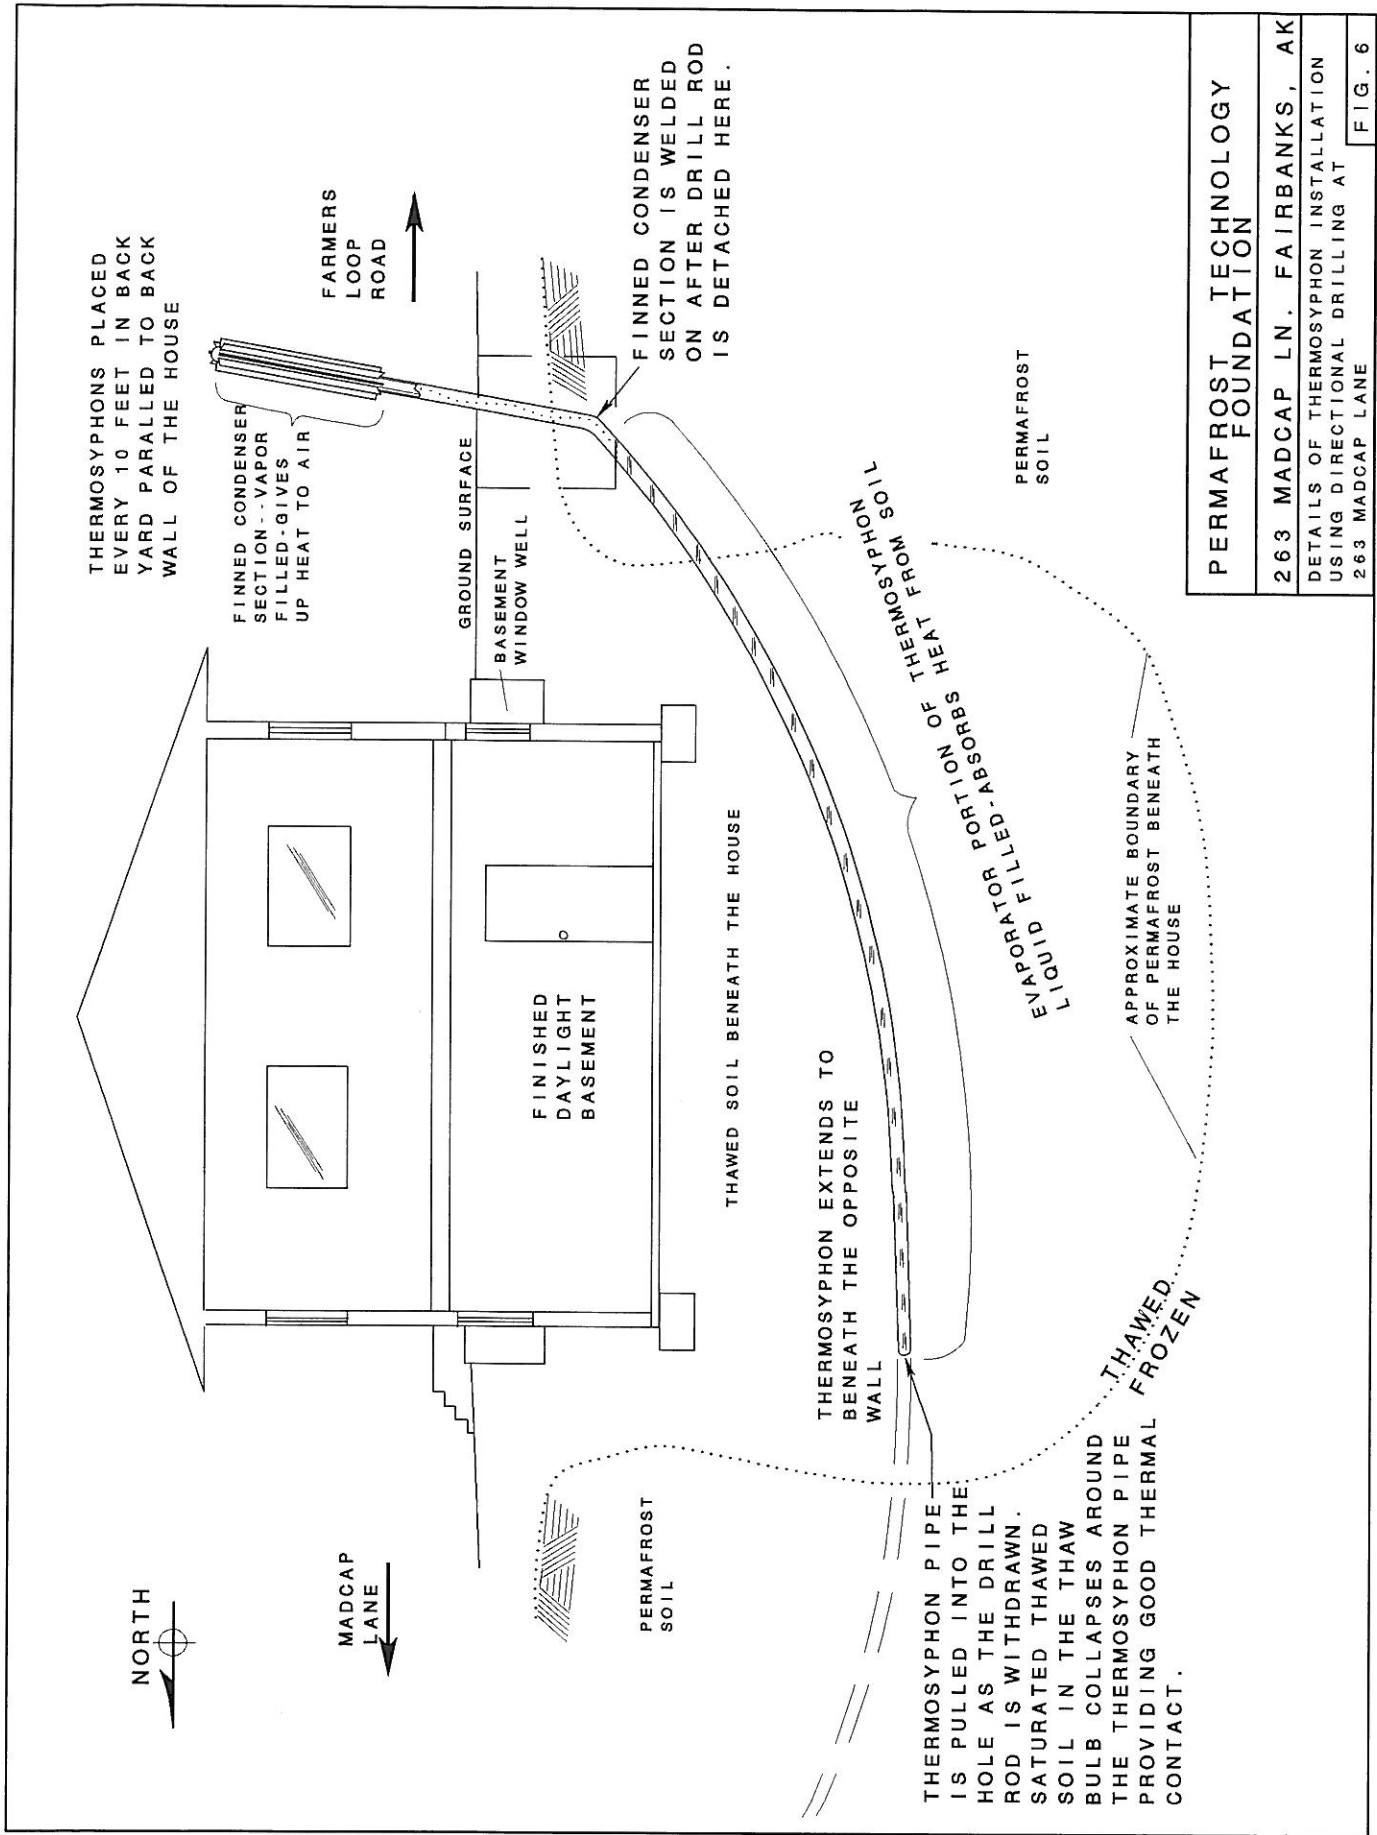 THERMOSYPHONS PLACED
EVERY 10 FEET IN BACK
YARD PARALLED TO BACK
WALL OF THE HOUSE
NORTH
FINNED CONDENSER
SECTION--VAPOR
FILLED-GIVES
UP HEAT TO AIR
FARMERS
LOOP
ROAD
MADCAP
LANE
GROUND SURFACE
BASEMENT
WINDOW WELL
FINISHED
DAYLIGHT
BASEMENT
FINNED CONDENSER
SECTION IS WELDED
ON AFTER DRILL ROD
IS DETACHED HERE.
PERMAFROST
SOIL
THAWED SOIL BENEATH THE HOUSE
THERMOSYPHON EXTENDS TO
BENEATH THE OPPOSITE
WALL
EVAPORATOR PORTION OF THERMOSYPHON
LIQUID FILLED-ABSORBS HEAT FROM SOIL
PERMAFROST
SOIL
THERMOSYPHON PIPE
IS PULLED INTO THE
HOLE AS THE DRILL
ROD IS WITHDRAWN.
SATURATED THAWED
SOIL IN THE THAW
BULB COLLAPSES AROUND
THE THERMOSYPHON PIPE
PROVIDING GOOD THERMAL
CONTACT.
THAWED
FROZEN
APPROXIMATE BOUNDARY
OF PERMAFROST BENEATH
THE HOUSE
PERMAFROST TECHNOLOGY
FOUNDATION
263 MADCAP LN. FAIRBANKS, AK
DETAILS OF THERMOSYPHON INSTALLATION
USING DIRECTIONAL DRILLING AT
263 MADCAP LANE
FIG. 6